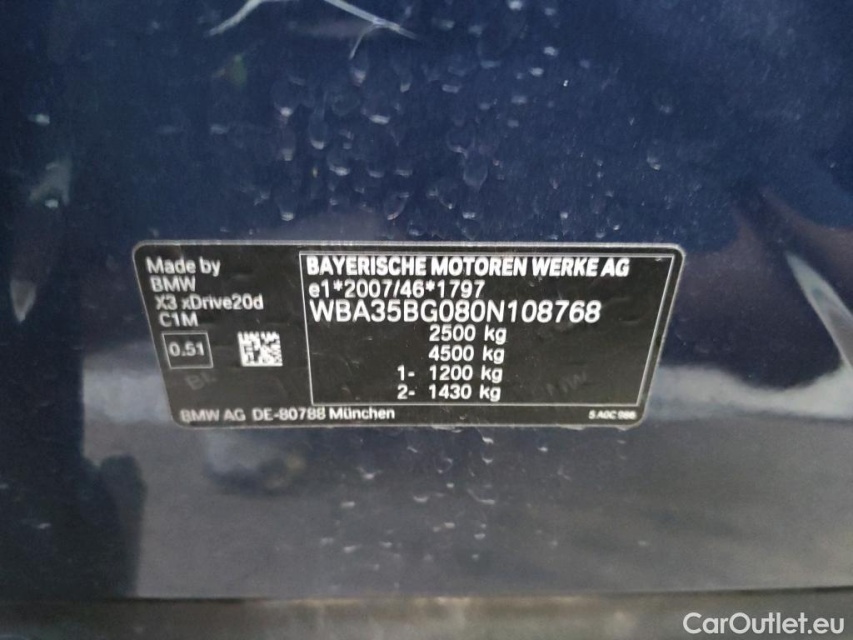 Made by
BMW
X3 xDrive20d
C1M
0.51
BAYERISCHE MOTOREN WERKE AG
e1*2007/46*1797
WBA35BG080N108768
2500 kg
4500 kg
1- 1200 kg
2- 1430 kg
BMW AG DE-80788 München
CarOutlet.eu